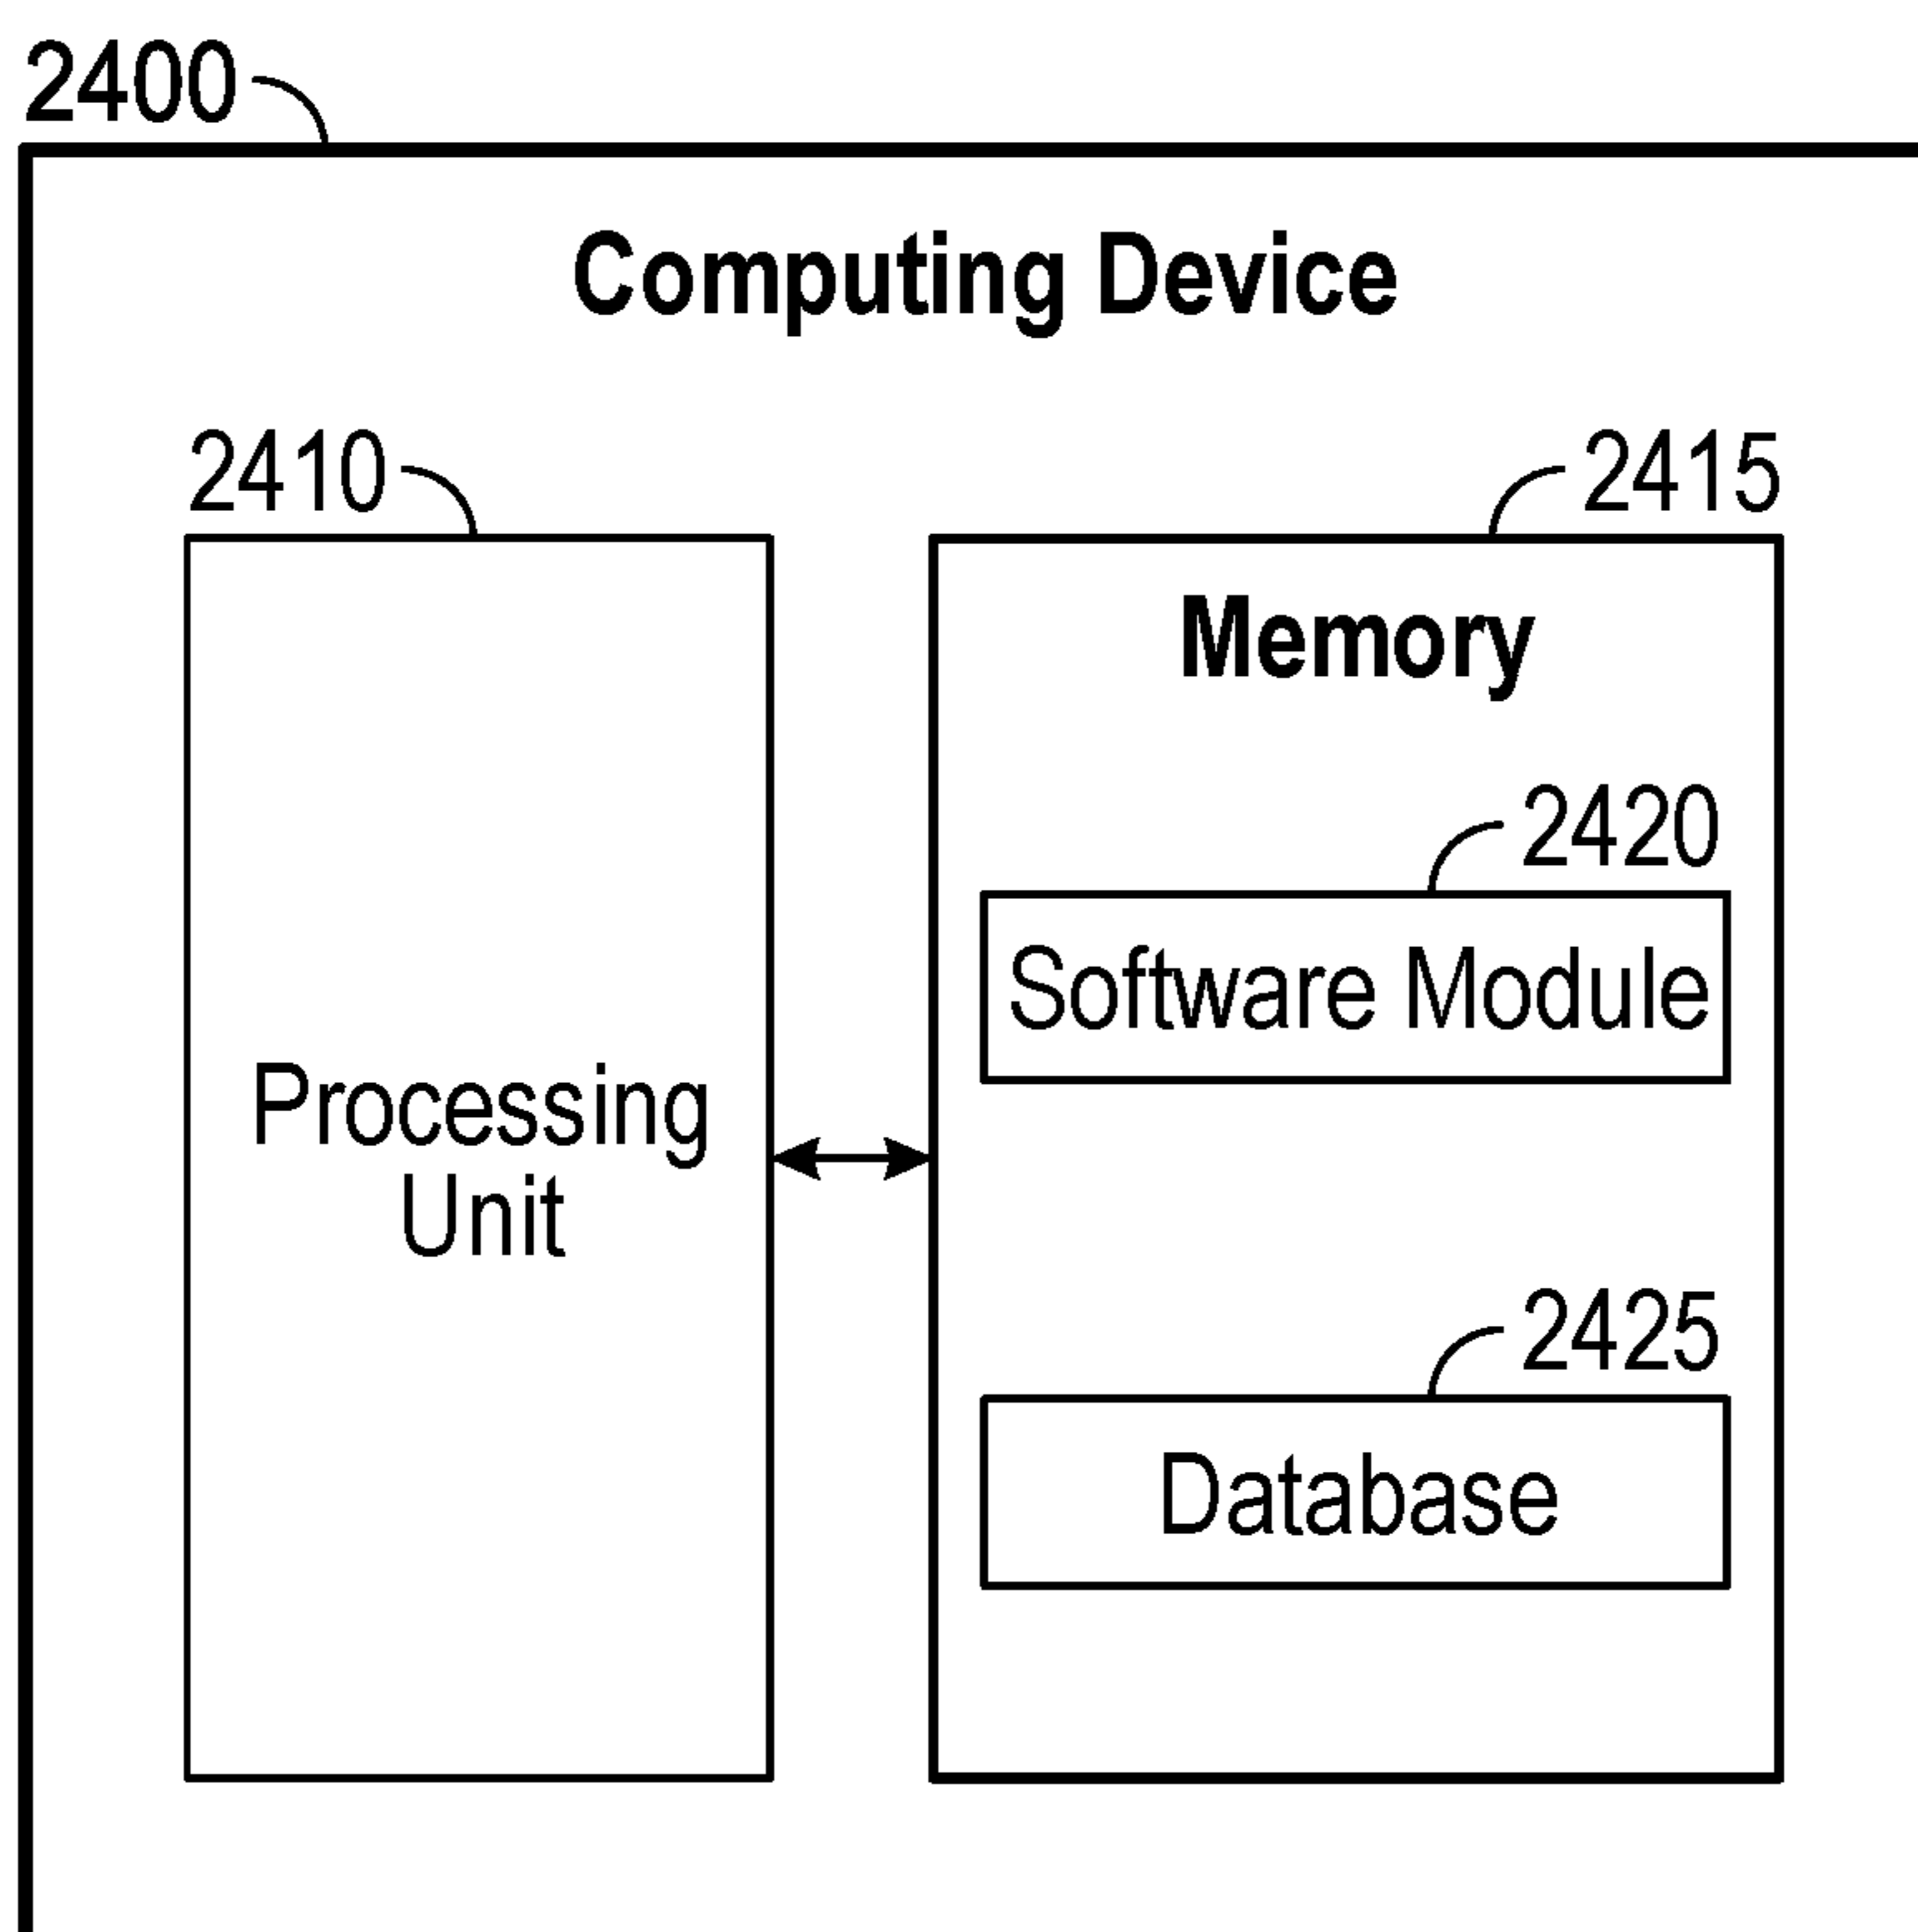 2400
Computing Device
2410
2415
Memory
2420
Software Module
Processing
Unit
2425
Database